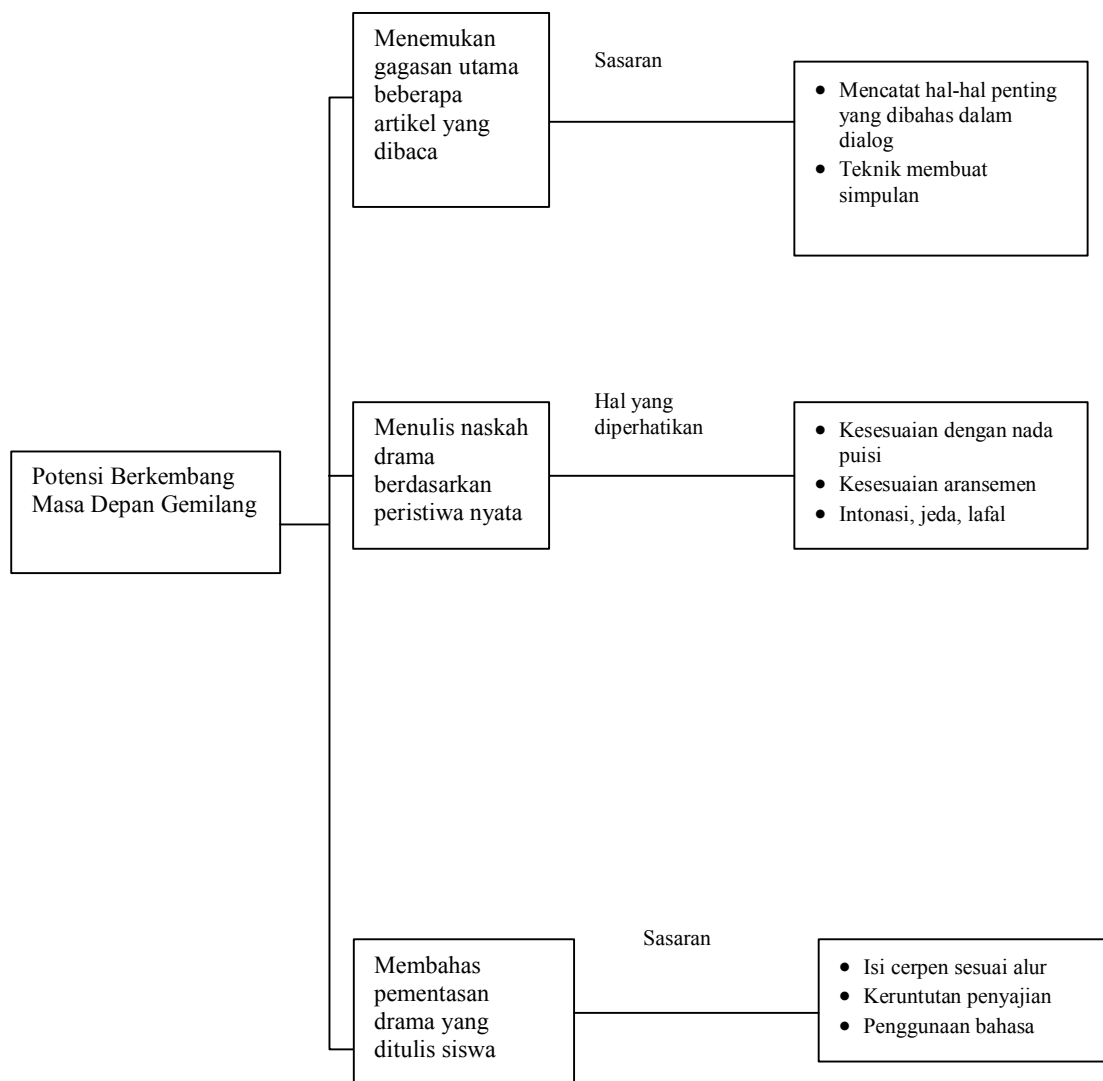 Menemukan
gagasan utama
beberapa
artikel yang
dibaca
Sasaran
• Mencatat hal-hal penting
yang dibahas dalam
dialog
• Teknik membuat
simpulan
Potensi Berkembang
Masa Depan Gemilang
Menulis naskah
drama
berdasarkan
peristiwa nyata
Hal yang
diperhatikan
• Kesesuaian dengan nada
puisi
• Kesesuaian aransemen
• Intonasi, jeda, lafal
Membahas
pementasan
drama yang
ditulis siswa
Sasaran
• Isi cerpen sesuai alur
• Keruntutan penyajian
• Penggunaan bahasa